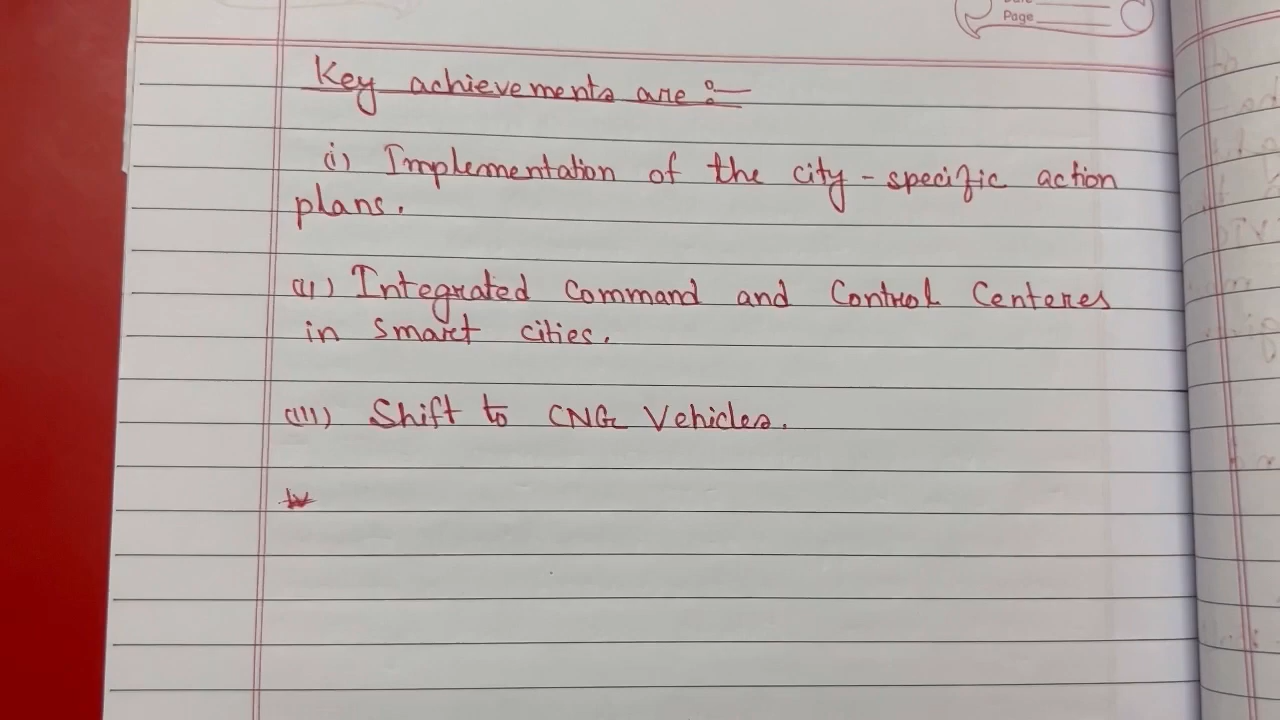 Page
Key achievements are :-
(i) Implementation of the city - specific action
plans.
(II) Integrated Command and Control Centeres
in smart cities.
(III) Shift to CNG Vehicles.